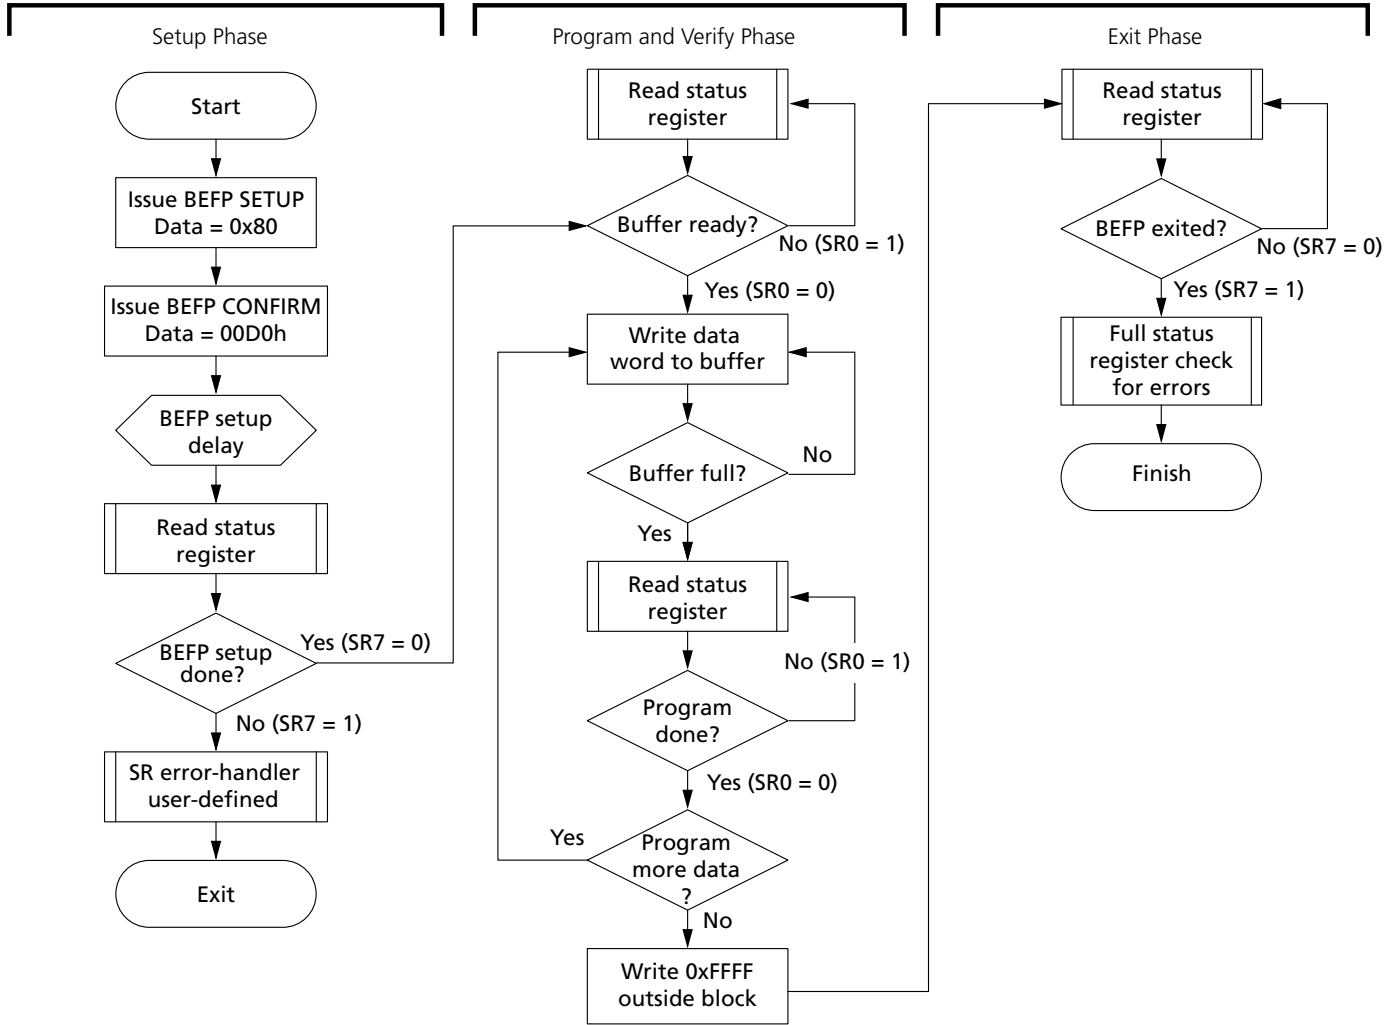 Setup Phase
Start
Issue BEFP SETUP
Data = 0x80
Issue BEFP CONFIRM
Data = 00D0h
BEFP setup
delay
Read status
register
BEFP setup
done?
Yes (SR7 = 0)
No (SR7 = 1)
SR error-handler
user-defined
Exit
Program and Verify Phase
Read status
register
Buffer ready?
No (SR0 = 1)
Yes (SR0 = 0)
Write data
word to buffer
Buffer full?
No
Yes
Read status
register
No (SR0 = 1)
Program
done?
Yes (SR0 = 0)
Program
more data
?
Yes
No
Write 0xFFFF
outside block
Exit Phase
Read status
register
BEFP exited?
No (SR7 = 0)
Yes (SR7 = 1)
Full status
register check
for errors
Finish